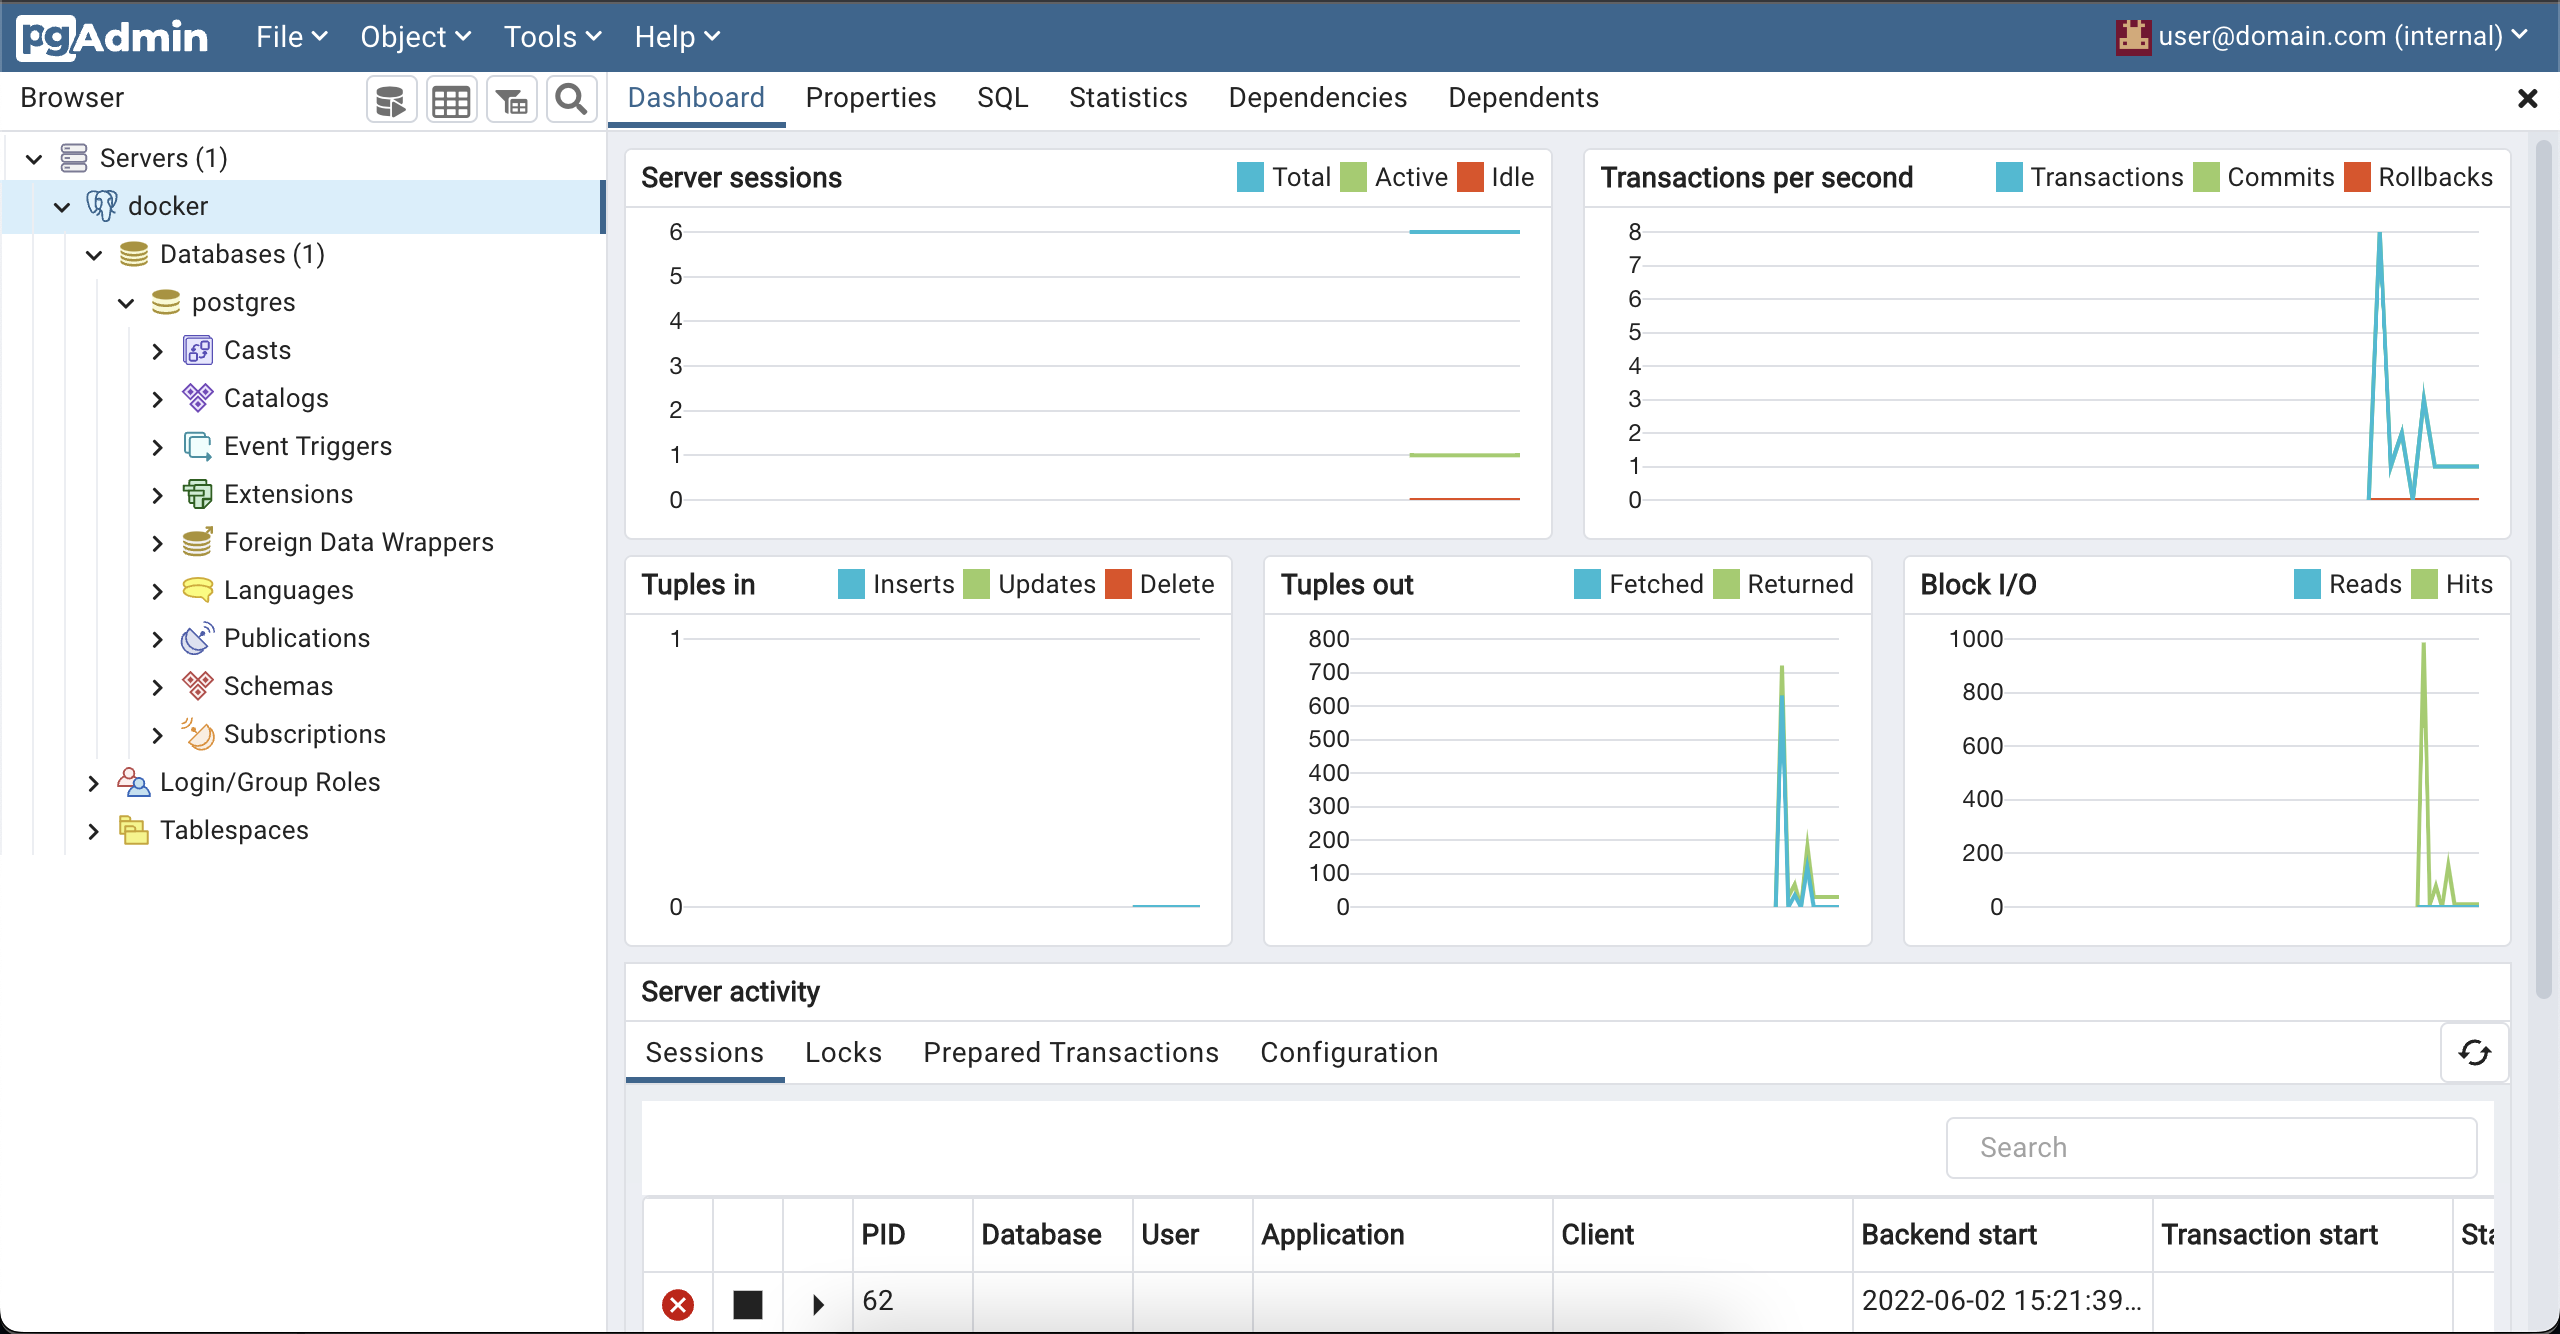 pgAdmin File Object Tools Help user@domain.com (internal)
Browser
Dashboard Properties SQL Statistics Dependencies Dependents
Servers (1)
docker
Databases (1)
postgres
Casts
Catalogs
Event Triggers
Extensions
Foreign Data Wrappers
Languages
Publications
Schemas
Subscriptions
Login/Group Roles
Tablespaces
Server sessions Total Active Idle
6
5
4
3
2
1
0
Transactions per second Transactions Commits Rollbacks
8
7
6
5
4
3
2
1
0
Tuples in Inserts Updates Delete
1
0
Tuples out Fetched Returned
800
700
600
500
400
300
200
100
0
Block I/O Reads Hits
1000
800
600
400
200
0
Server activity
Sessions Locks Prepared Transactions Configuration
Search
PID Database User Application Client Backend start Transaction start
62 2022-06-02 15:21:39...